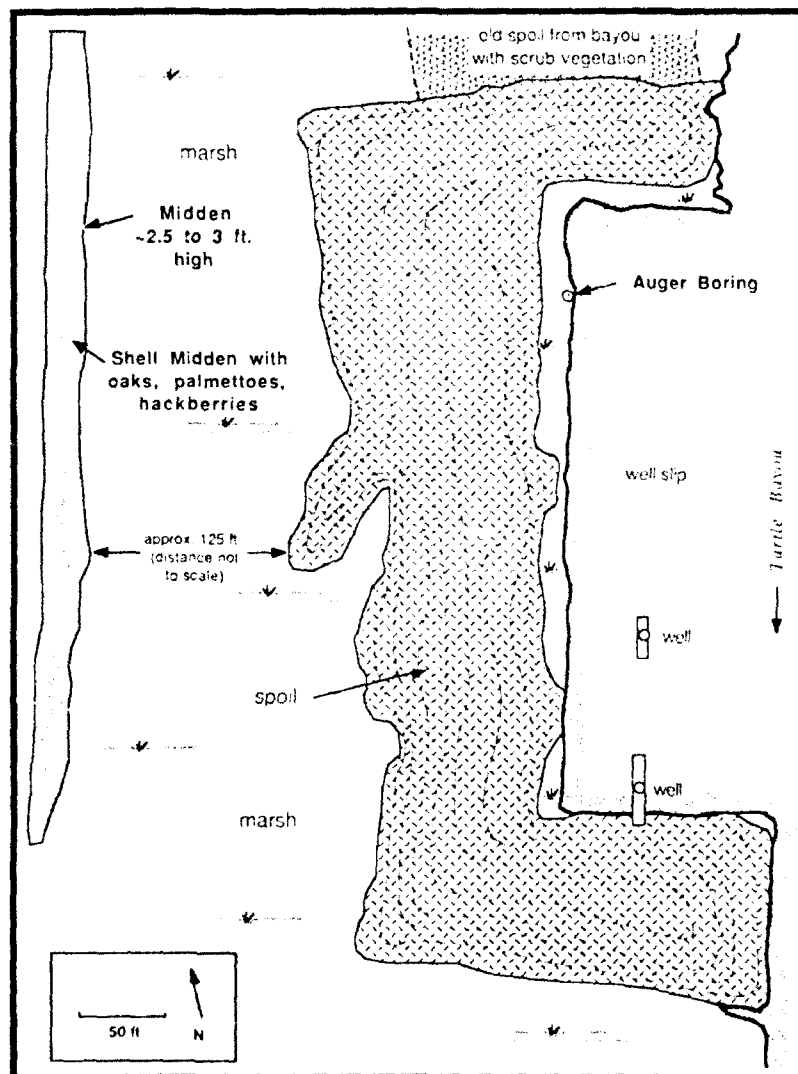 old spoil from bayou
with scrub vegetation
marsh
Midden
~2.5 to 3 ft.
high
Auger Boring
Shell Midden with
oaks, palmettoes,
hackberries
well slip
Turtle Bayou
approx. 125 ft
(distance not
to scale)
well
spoil
well
marsh
50 ft
N